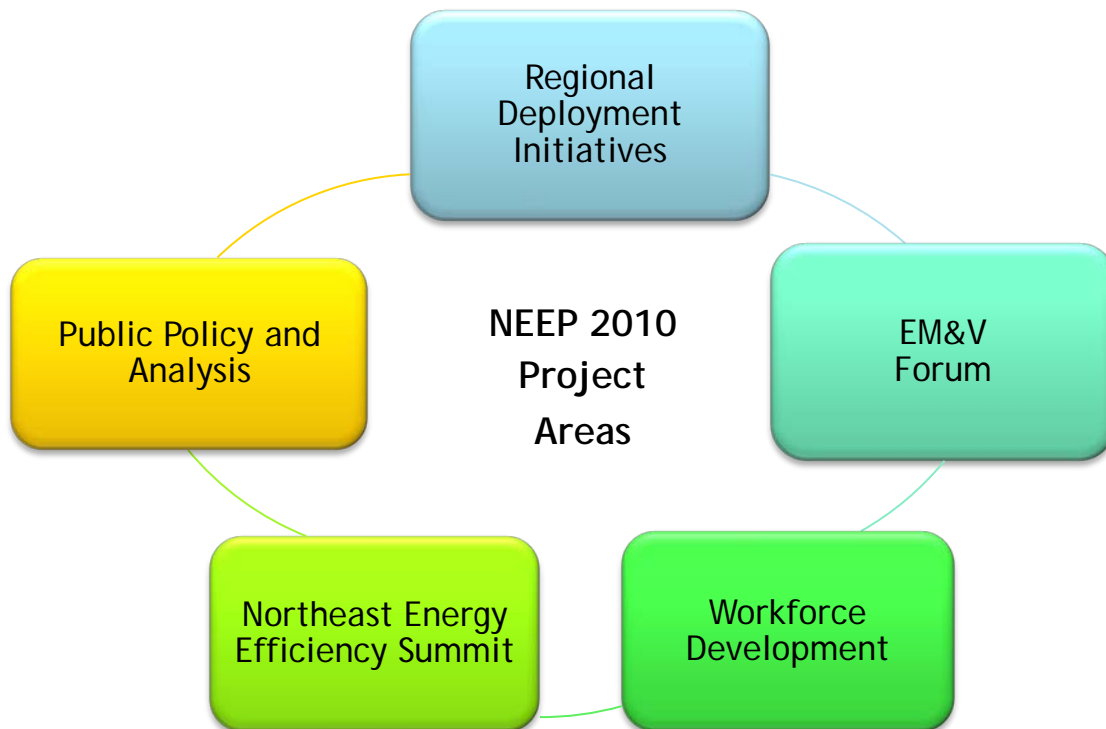 Regional
Deployment
Initiatives
Public Policy and
Analysis
NEEP 2010
Project
Areas
EM&V
Forum
Northeast Energy
Efficiency Summit
Workforce
Development